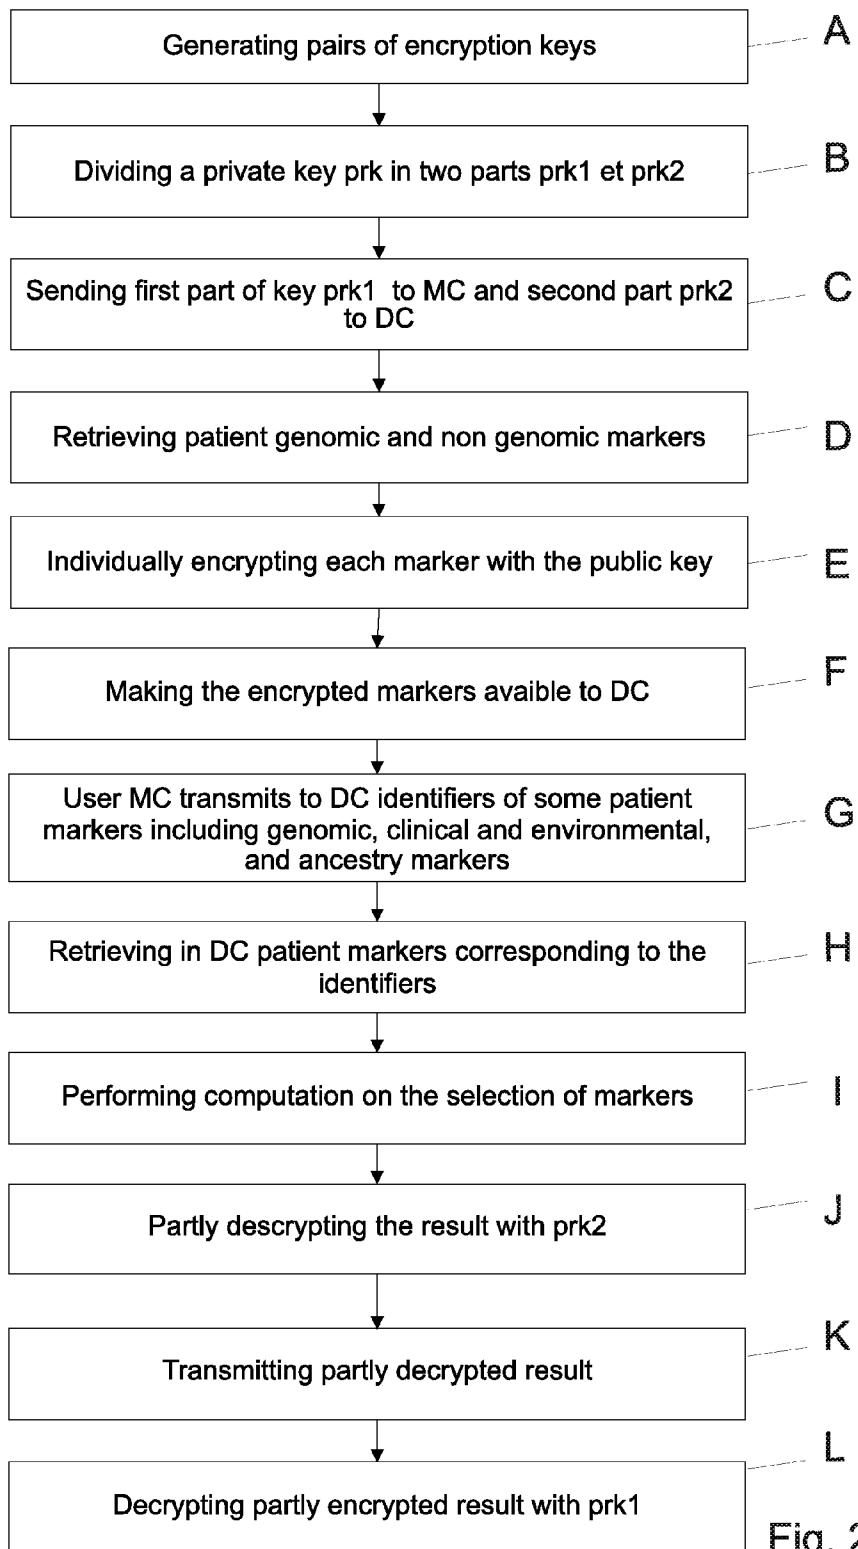 Generating pairs of encryption keys
A
Dividing a private key prk in two parts prk1 et prk2
B
Sending first part of key prk1 to MC and second part prk2
to DC
C
Retrieving patient genomic and non genomic markers
D
Individually encrypting each marker with the public key
E
Making the encrypted markers avaible to DC
F
User MC transmits to DC identifiers of some patient
markers including genomic, clinical and environmental,
and ancestry markers
G
Retrieving in DC patient markers corresponding to the
identifiers
H
Performing computation on the selection of markers
I
Partly descrypting the result with prk2
J
Transmitting partly decrypted result
K
Decrypting partly encrypted result with prk1
L
Fig. 2